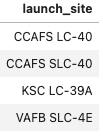 launch_site
CCAFS LC-40
CCAFS SLC-40
KSC LC-39A
VAFB SLC-4E